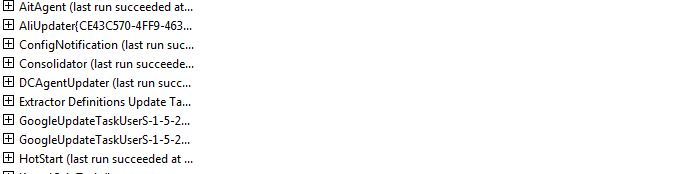 AitAgent (last run succeeded at...
AliUpdater{CE43C570-4FF9-463...
ConfigNotification (last run suc...
Consolidator (last run succeede...
DCAgentUpdater (last run succ...
Extractor Definitions Update Ta...
GoogleUpdateTaskUserS-1-5-2...
GoogleUpdateTaskUserS-1-5-2...
HotStart (last run succeeded at ...